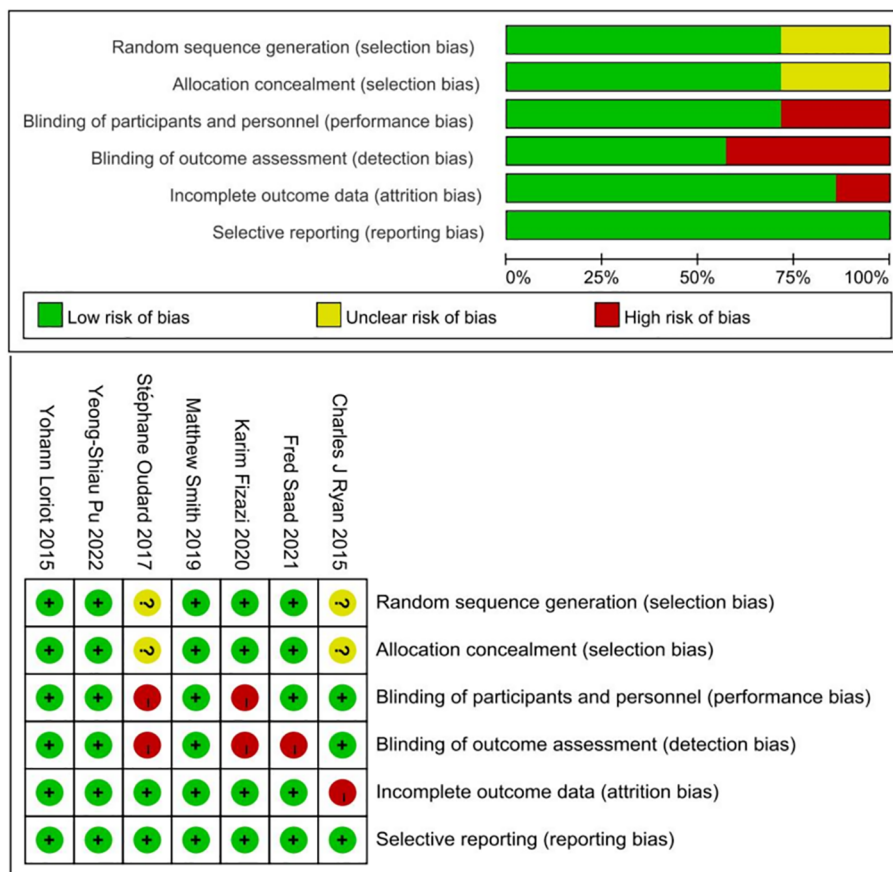 Random sequence generation (selection bias)
Allocation concealment (selection bias)
Blinding of participants and personnel (performance bias)
Blinding of outcome assessment (detection bias)
Incomplete outcome data (attrition bias)
Selective reporting (reporting bias)
0% 25% 50% 75% 100%
Low risk of bias Unclear risk of bias High risk of bias
Yohann Loriot 2015
Yeong-Shiau Pu 2022
Stéphane Oudard 2017
Matthew Smith 2019
Karim Fizazi 2020
Fred Saad 2021
Charles J Ryan 2015
+ + ? + + + ? Random sequence generation (selection bias)
+ + ? + + + ? Allocation concealment (selection bias)
+ + – + – + + Blinding of participants and personnel (performance bias)
+ + – + – – + Blinding of outcome assessment (detection bias)
+ + + + + + – Incomplete outcome data (attrition bias)
+ + + + + + + Selective reporting (reporting bias)